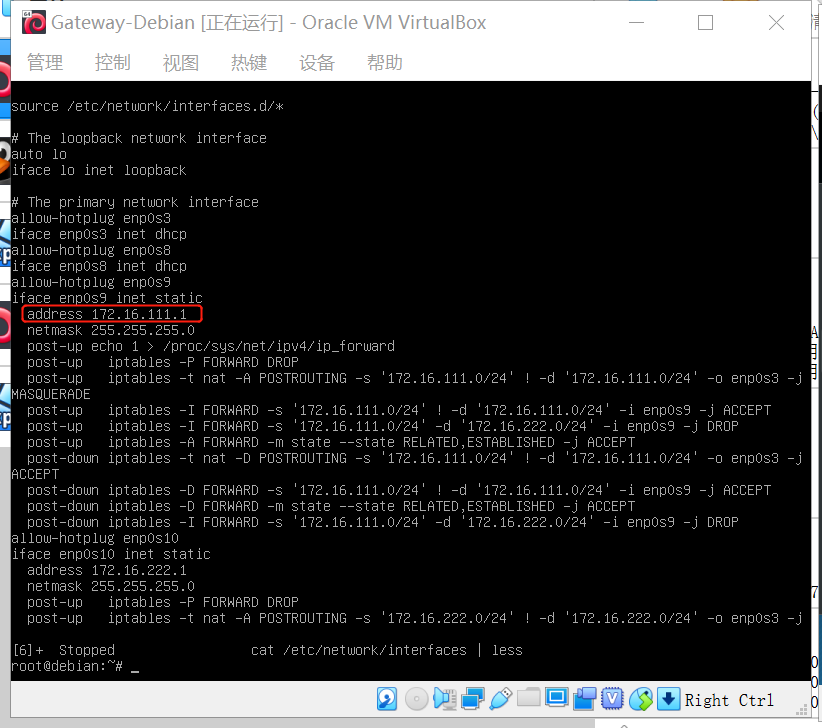 Gateway-Debian [正在运行] - Oracle VM VirtualBox
管理 控制 视图 热键 设备 帮助
source /etc/network/interfaces.d/*
# The loopback network interface
auto lo
iface lo inet loopback
# The primary network interface
allow-hotplug enp0s3
iface enp0s3 inet dhcp
allow-hotplug enp0s8
iface enp0s8 inet dhcp
allow-hotplug enp0s9
iface enp0s9 inet static
address 172.16.111.1
netmask 255.255.255.0
post-up echo 1 > /proc/sys/net/ipv4/ip_forward
post-up iptables -P FORWARD DROP
post-up iptables -t nat -A POSTROUTING -s '172.16.111.0/24' ! -d '172.16.111.0/24' -o enp0s3 -j
MASQUERADE
post-up iptables -I FORWARD -s '172.16.111.0/24' ! -d '172.16.111.0/24' -i enp0s9 -j ACCEPT
post-up iptables -I FORWARD -s '172.16.111.0/24' -d '172.16.222.0/24' -i enp0s9 -j DROP
post-up iptables -A FORWARD -m state --state RELATED,ESTABLISHED -j ACCEPT
post-down iptables -t nat -D POSTROUTING -s '172.16.111.0/24' ! -d '172.16.111.0/24' -o enp0s3 -j
ACCEPT
post-down iptables -D FORWARD -s '172.16.111.0/24' ! -d '172.16.111.0/24' -i enp0s9 -j ACCEPT
post-down iptables -D FORWARD -m state --state RELATED,ESTABLISHED -j ACCEPT
post-down iptables -I FORWARD -s '172.16.111.0/24' -d '172.16.222.0/24' -i enp0s9 -j DROP
allow-hotplug enp0s10
iface enp0s10 inet static
address 172.16.222.1
netmask 255.255.255.0
post-up iptables -P FORWARD DROP
post-up iptables -t nat -A POSTROUTING -s '172.16.222.0/24' ! -d '172.16.222.0/24' -o enp0s3 -j
[6]+ Stopped cat /etc/network/interfaces | less
root@debian:~# _
Right Ctrl